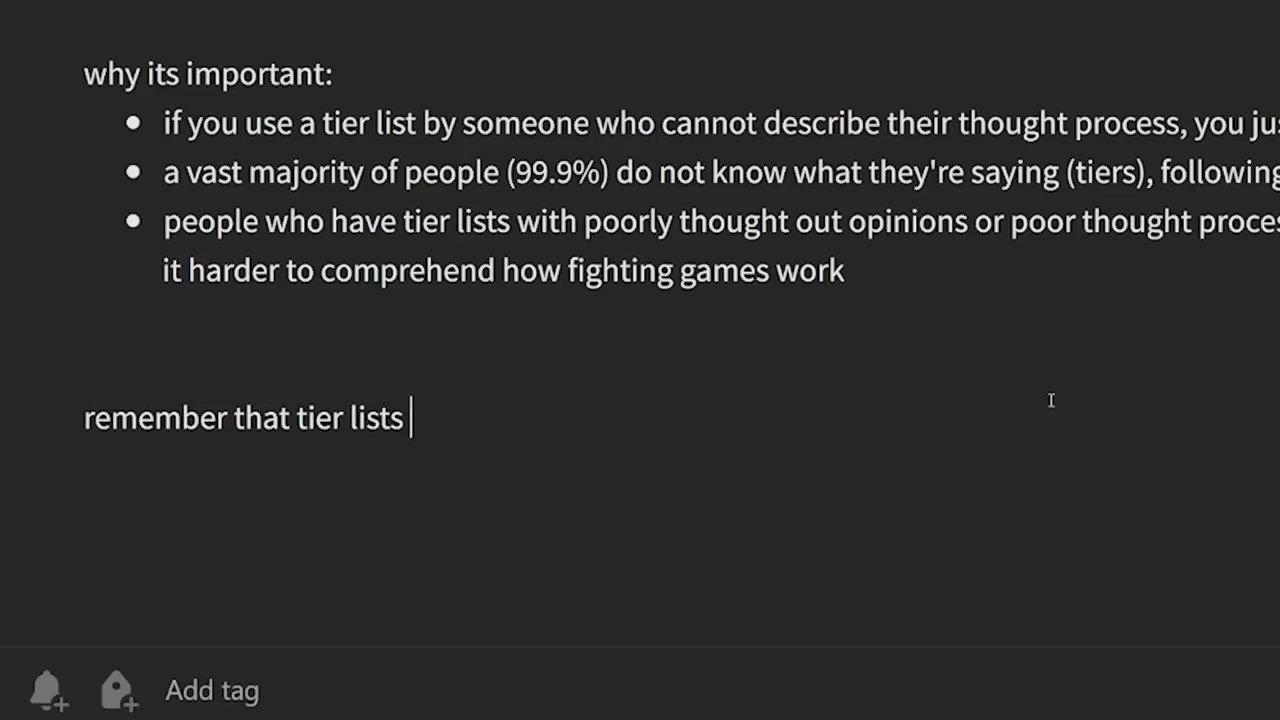 why its important:
if you use a tier list by someone who cannot describe their thought process, you
a vast majority of people (99.9%) do not know what they're saying (tiers), following
people who have tier lists with poorly thought out opinions or poor thought
it harder to comprehend how fighting games work
remember that tier lists
Add tag